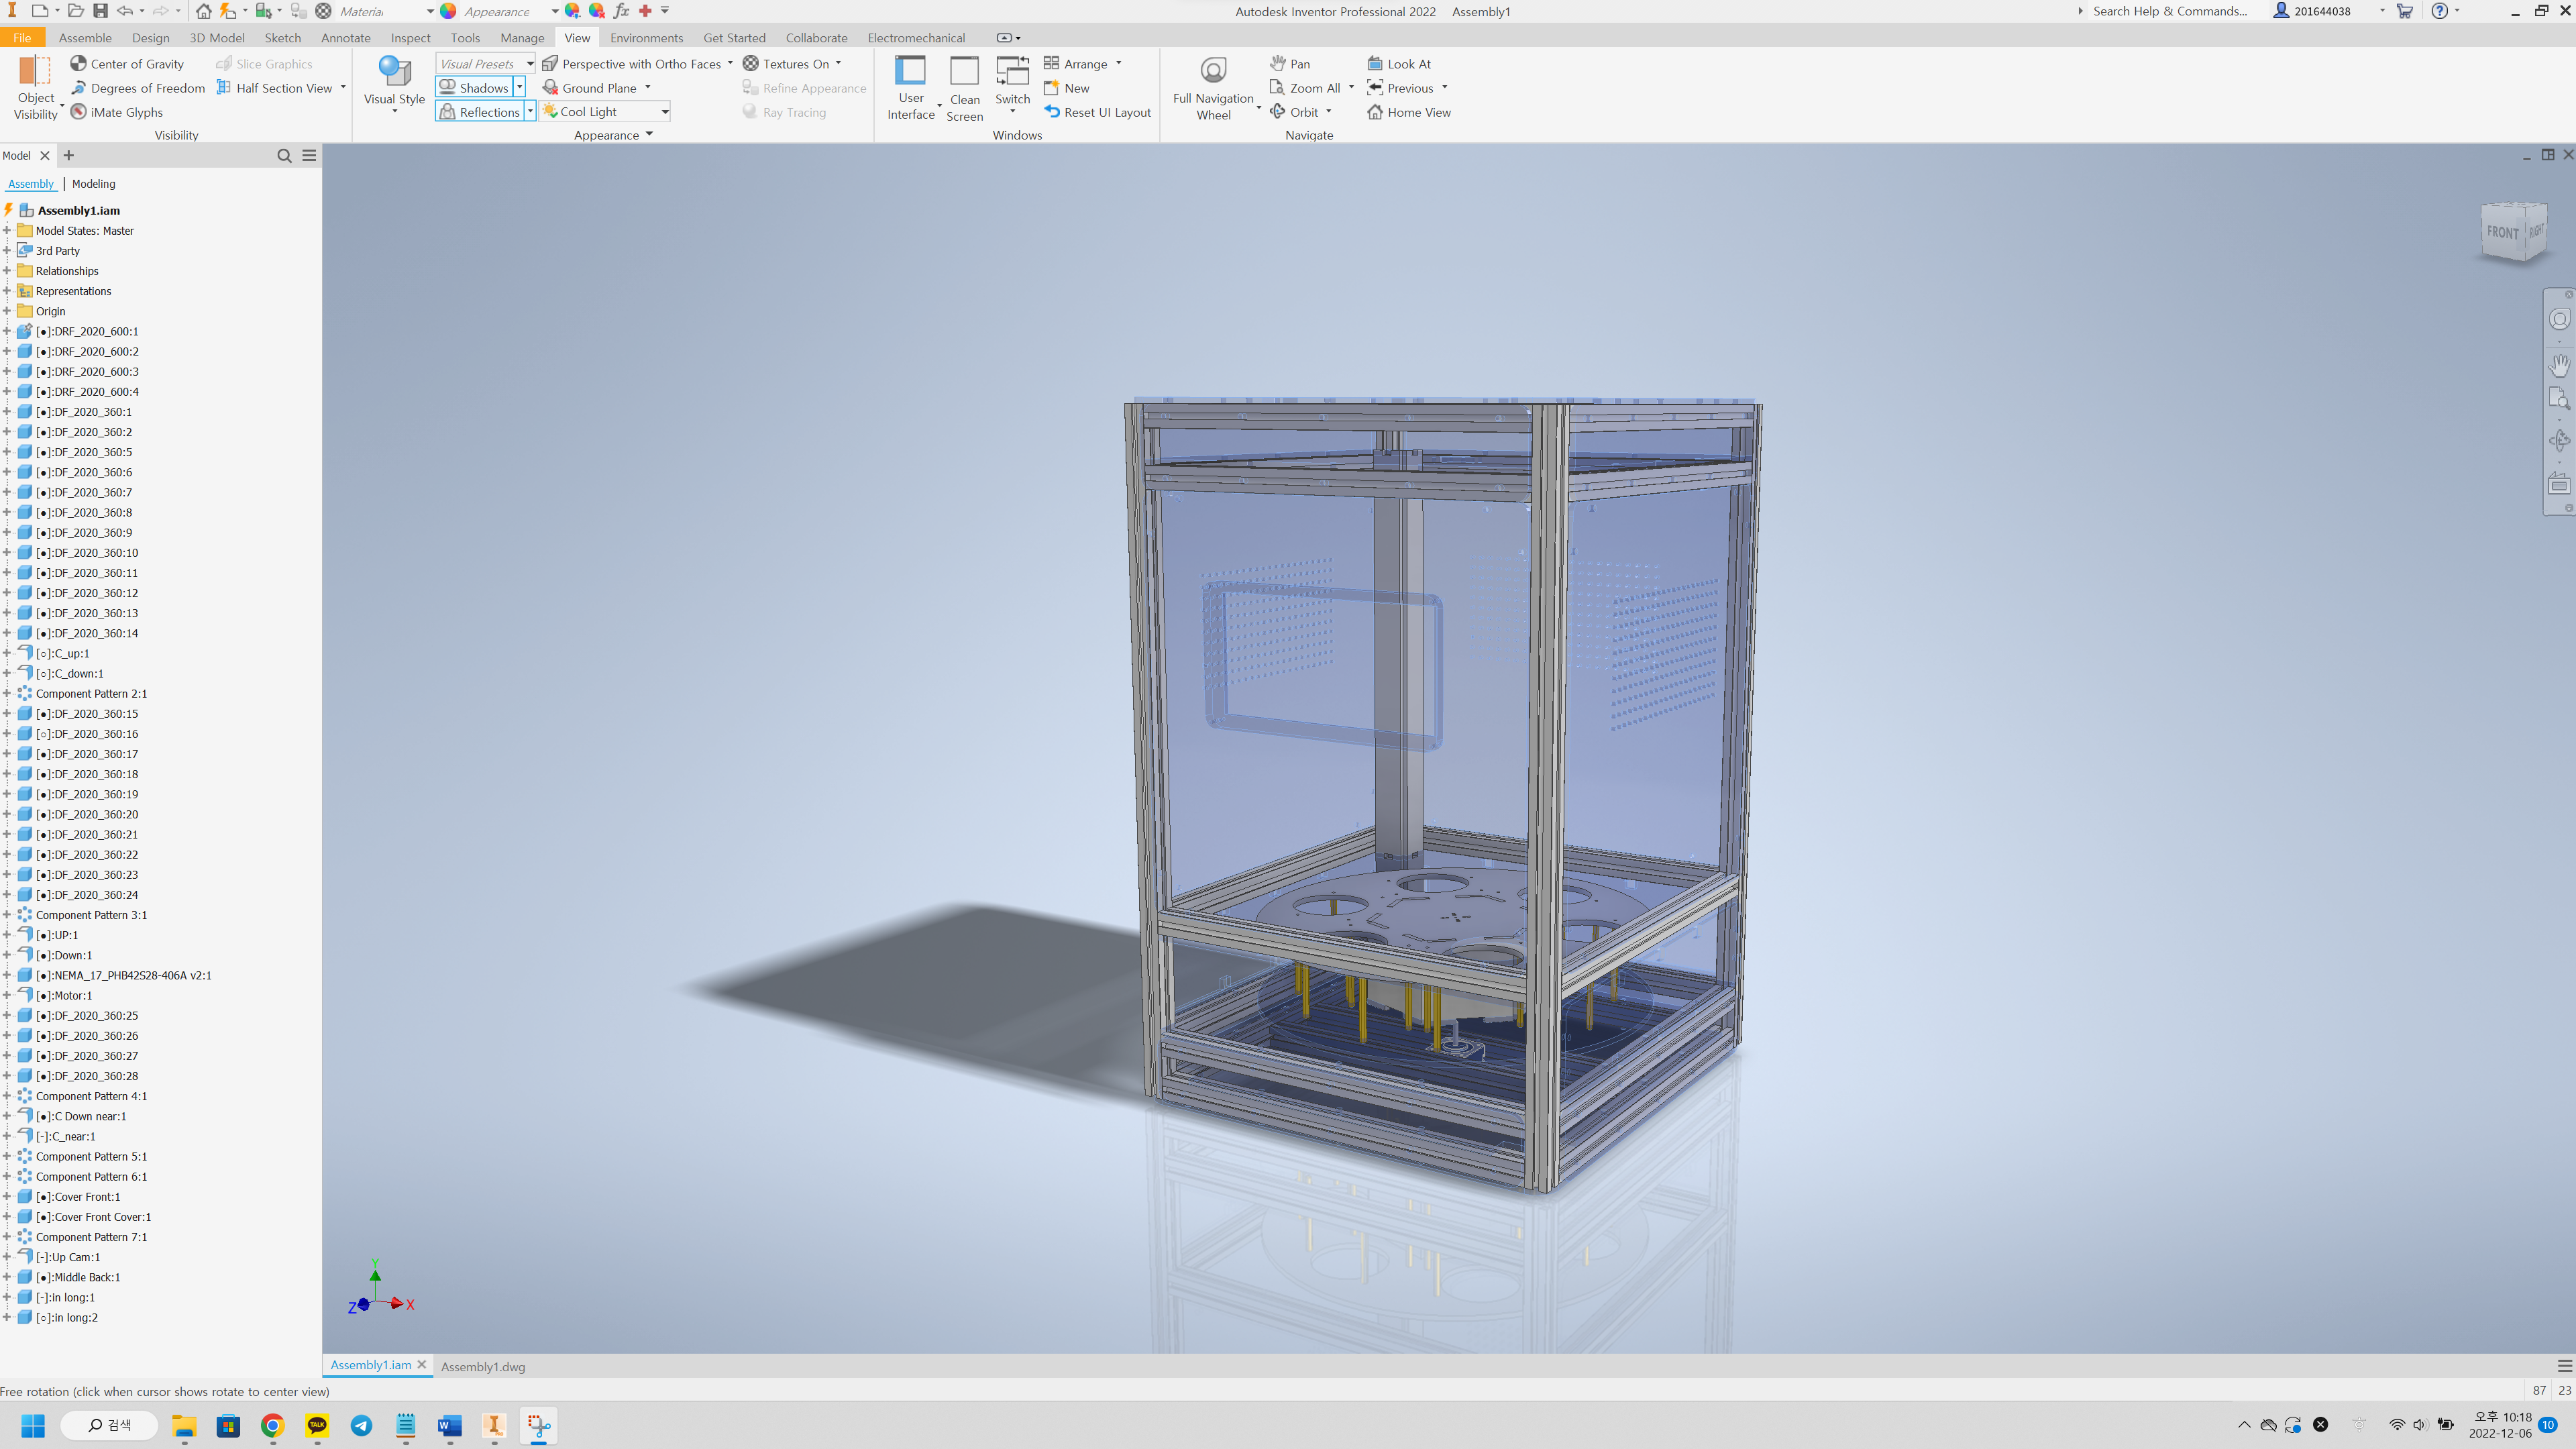 Material
Appearance
Autodesk Inventor Professional 2022 Assembly1
Search Help & Commands...
201644038
File Assemble Design 3D Model Sketch Annotate Inspect Tools Manage View Environments Get Started Collaborate Electromechanical
Object Visibility
Center of Gravity
Degrees of Freedom
iMate Glyphs
Slice Graphics
Half Section View
Visibility
Visual Style
Visual Presets
Shadows
Reflections
Perspective with Ortho Faces
Ground Plane
Cool Light
Textures On
Refine Appearance
Ray Tracing
Appearance
User Interface
Clean Screen
Switch
Arrange
New
Reset UI Layout
Windows
Full Navigation Wheel
Pan
Zoom All
Orbit
Look At
Previous
Home View
Navigate
Model
Assembly | Modeling
Assembly1.iam
Model States: Master
3rd Party
Relationships
Representations
Origin
[●]:DRF_2020_600:1
[●]:DRF_2020_600:2
[●]:DRF_2020_600:3
[●]:DRF_2020_600:4
[●]:DF_2020_360:1
[●]:DF_2020_360:2
[●]:DF_2020_360:5
[●]:DF_2020_360:6
[●]:DF_2020_360:7
[●]:DF_2020_360:8
[●]:DF_2020_360:9
[●]:DF_2020_360:10
[●]:DF_2020_360:11
[●]:DF_2020_360:12
[●]:DF_2020_360:13
[●]:DF_2020_360:14
[○]:C_up:1
[○]:C_down:1
Component Pattern 2:1
[●]:DF_2020_360:15
[○]:DF_2020_360:16
[●]:DF_2020_360:17
[●]:DF_2020_360:18
[●]:DF_2020_360:19
[●]:DF_2020_360:20
[●]:DF_2020_360:21
[●]:DF_2020_360:22
[●]:DF_2020_360:23
[●]:DF_2020_360:24
Component Pattern 3:1
[●]:UP:1
[●]:Down:1
[●]:NEMA_17_PHB42S28-406A v2:1
[●]:Motor:1
[●]:DF_2020_360:25
[●]:DF_2020_360:26
[●]:DF_2020_360:27
[●]:DF_2020_360:28
Component Pattern 4:1
[●]:C Down near:1
[-]:C_near:1
Component Pattern 5:1
Component Pattern 6:1
[●]:Cover Front:1
[●]:Cover Front Cover:1
Component Pattern 7:1
[-]:Up Cam:1
[●]:Middle Back:1
[-]:in long:1
[○]:in long:2
FRONT RIGHT
Y
Z X
Assembly1.iam Assembly1.dwg
Free rotation (click when cursor shows rotate to center view)
87 23
검색
TALK
오후 10:18
2022-12-06
10